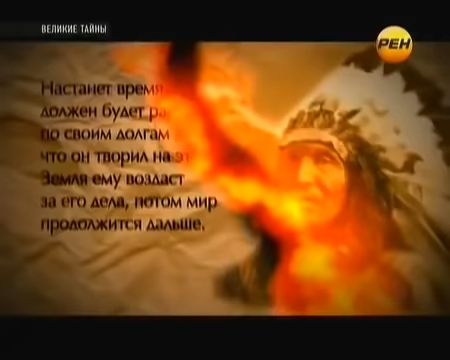 ВЕЛИКИЕ ТАЙНЫ
РЕН
Настанет время
должен будет
по своим долгам
что он творил на
Земля ему воздаст
за его дела, потом мир
продолжится дальше.